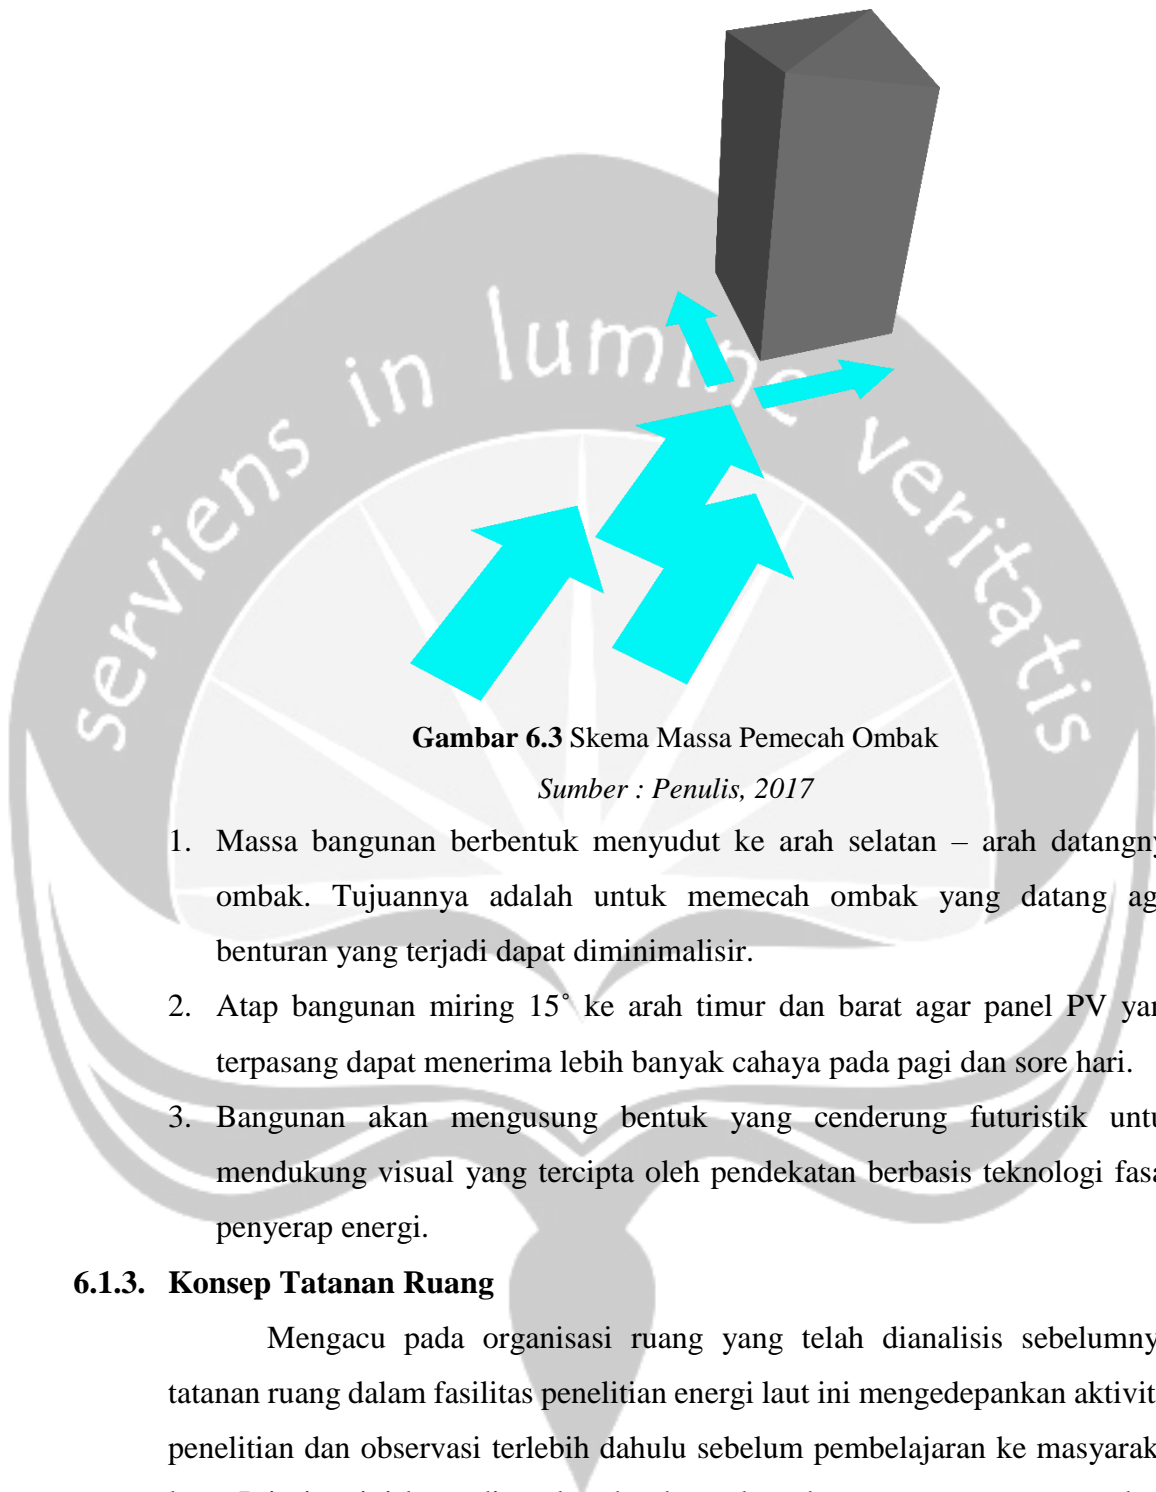 serviens in lumine veritatis
Gambar 6.3 Skema Massa Pemecah Ombak
Sumber : Penulis, 2017
1. Massa bangunan berbentuk menyudut ke arah selatan – arah datangny
ombak. Tujuannya adalah untuk memecah ombak yang datang ag
benturan yang terjadi dapat diminimalisir.
2. Atap bangunan miring 15˚ ke arah timur dan barat agar panel PV yan
terpasang dapat menerima lebih banyak cahaya pada pagi dan sore hari.
3. Bangunan akan mengusung bentuk yang cenderung futuristik untu
mendukung visual yang tercipta oleh pendekatan berbasis teknologi fasa
penyerap energi.
6.1.3. Konsep Tatanan Ruang
Mengacu pada organisasi ruang yang telah dianalisis sebelumny
tatanan ruang dalam fasilitas penelitian energi laut ini mengedepankan aktivit
penelitian dan observasi terlebih dahulu sebelum pembelajaran ke masyarak